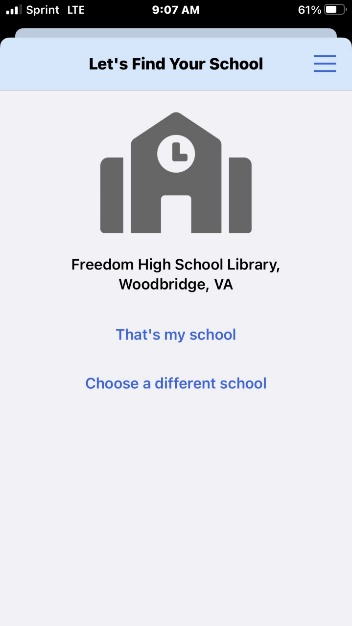 Sprint LTE 9:07 AM 61%
Let's Find Your School
Freedom High School Library,
Woodbridge, VA
That's my school
Choose a different school